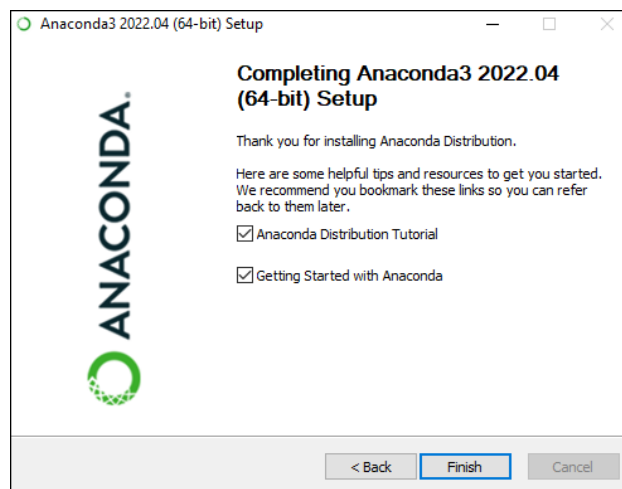 Anaconda3 2022.04 (64-bit) Setup
ANACONDA.
Completing Anaconda3 2022.04
(64-bit) Setup
Thank you for installing Anaconda Distribution.
Here are some helpful tips and resources to get you started.
We recommend you bookmark these links so you can refer
back to them later.
Anaconda Distribution Tutorial
Getting Started with Anaconda
< Back
Finish
Cancel